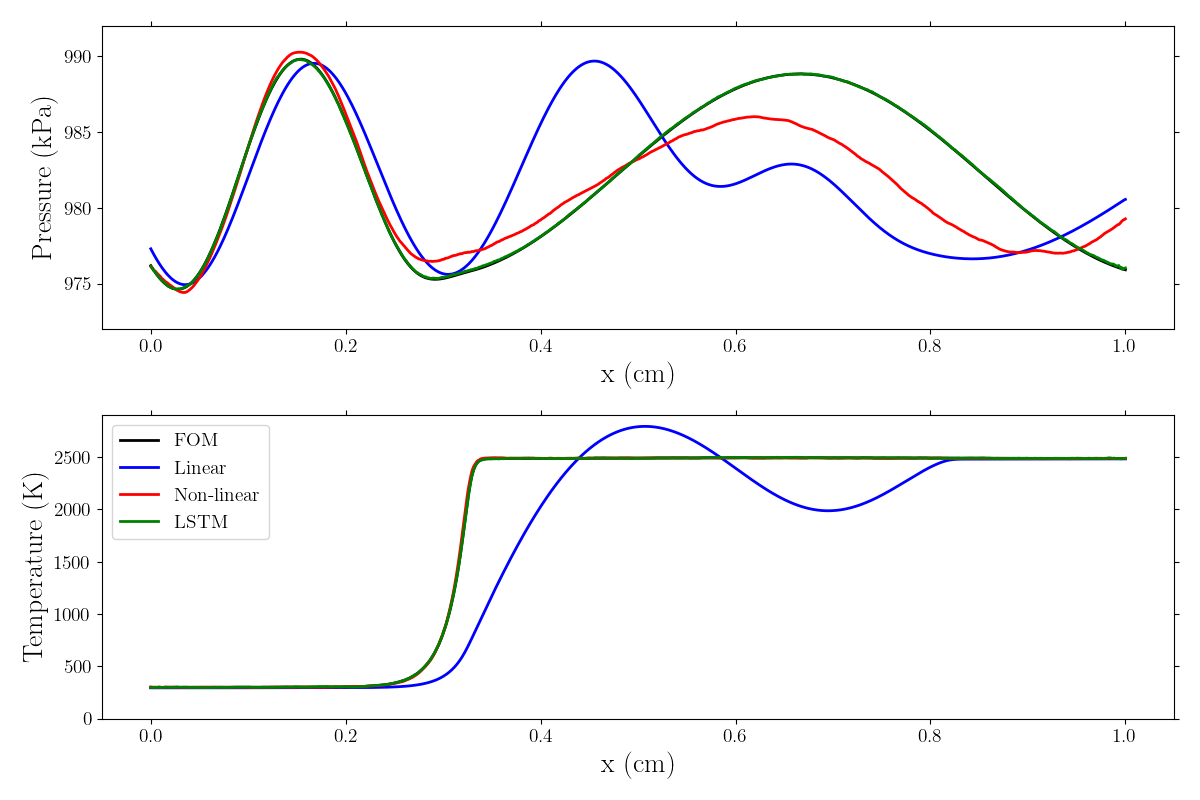 Pressure (kPa)
990
985
980
975
0.0 0.2 0.4 0.6 0.8 1.0
x (cm)
Temperature (K)
2500
2000
1500
1000
500
0
FOM
Linear
Non-linear
LSTM
0.0 0.2 0.4 0.6 0.8 1.0
x (cm)